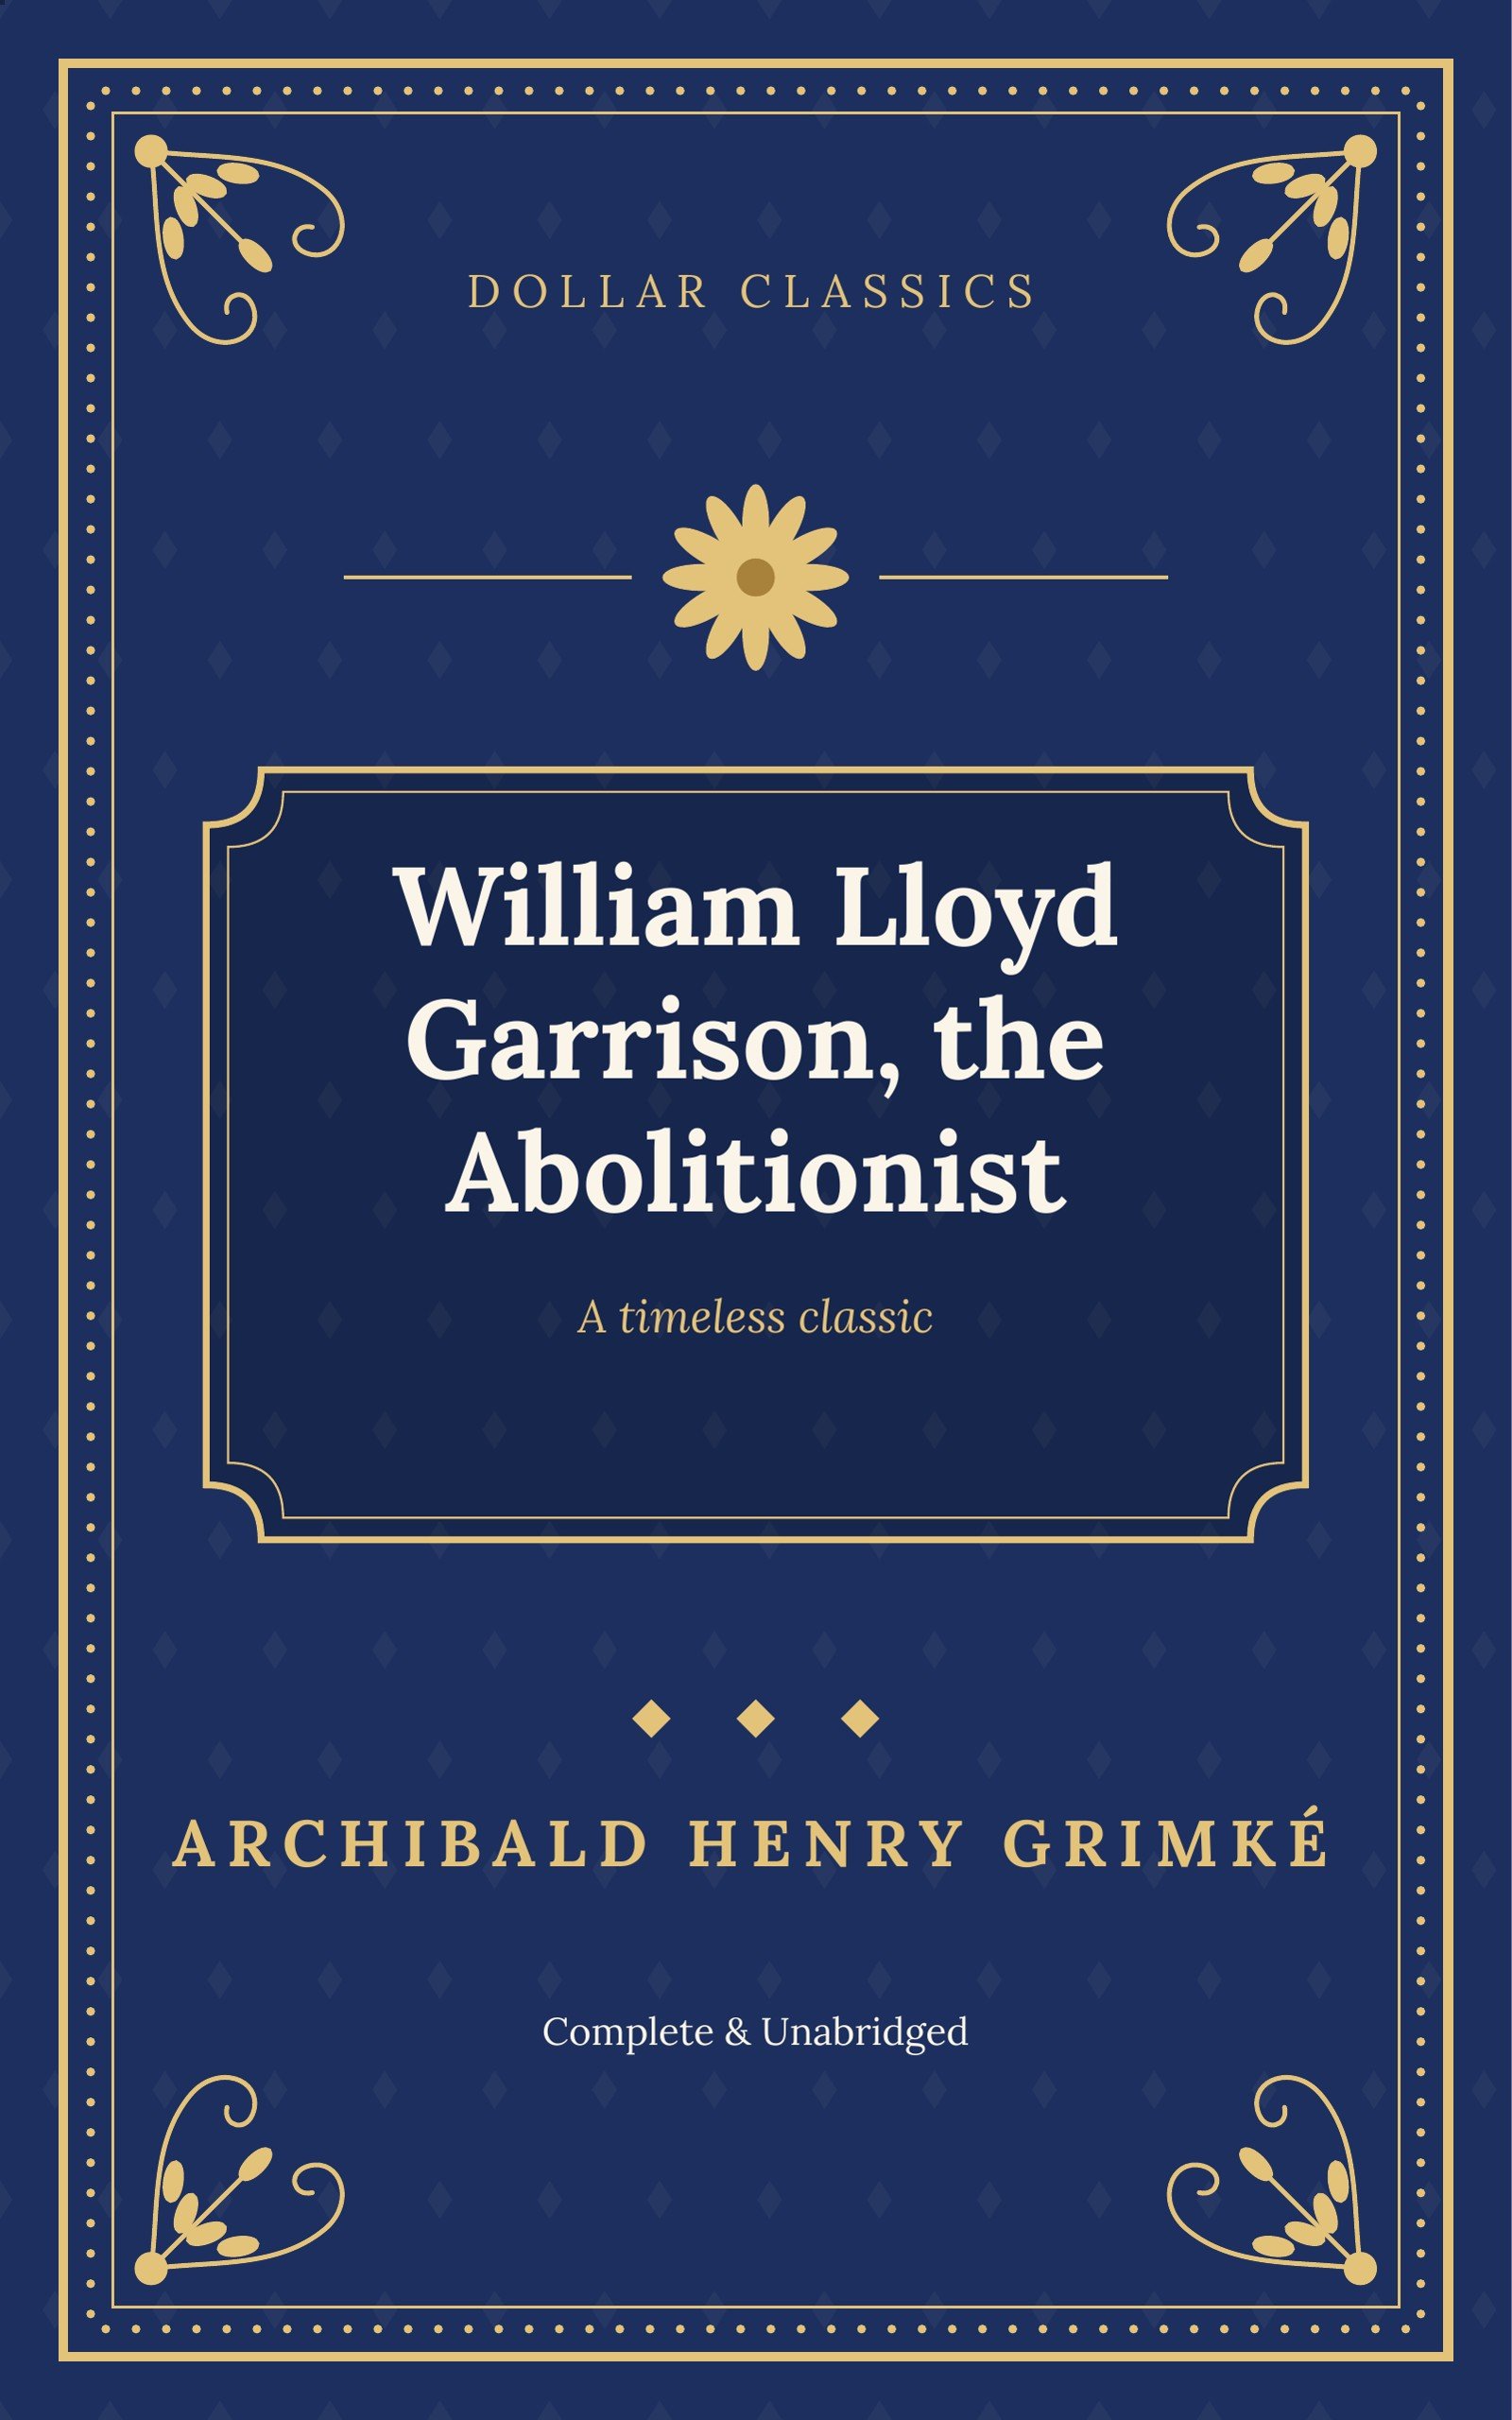 DOLLAR CLASSICS
William Lloyd
Garrison, the
Abolitionist
A timeless classic
ARCHIBALD HENRY GRIMKÉ
Complete & Unabridged